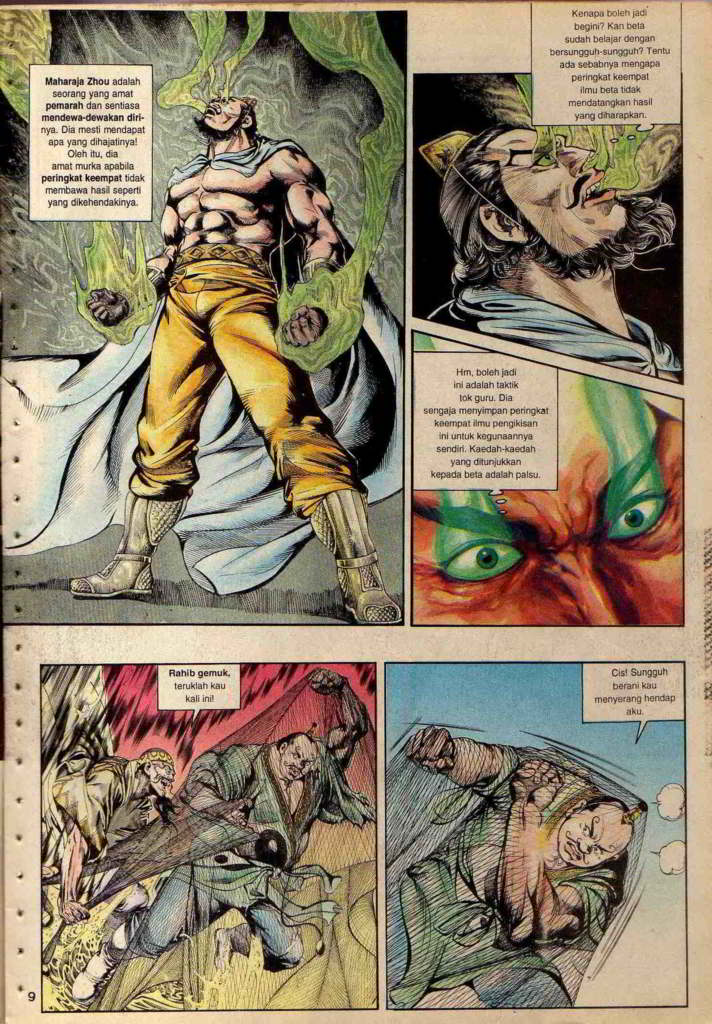 Maharaja Zhou adalah
seorang yang amat
pemarah dan sentiasa
mendewa-dewakan diri-
nya. Dia mesti mendapat
apa yang dihajatinya!
Oleh itu, dia
amat murka apabila
peringkat keempat tidak
membawa hasil seperti
yang dikehendakinya.
Kenapa boleh jadi
begini? Kan beta
sudah belajar dengan
bersungguh-sungguh? Tentu
ada sebabnya mengapa
peringkat keempat
ilmu beta tidak
mendatangkan hasil
yang diharapkan.
Hm, boleh jadi
ini adalah taktik
tok guru. Dia
sengaja menyimpan peringkat
keempat ilmu pengikisan
ini untuk kegunaannya
sendiri. Kaedah-kaedah
yang ditunjukkan
kepada beta adalah palsu.
Rahib gemuk,
teruklah kau
kali ini!
Cis! Sungguh
berani kau
menyerang hendap
aku.
9